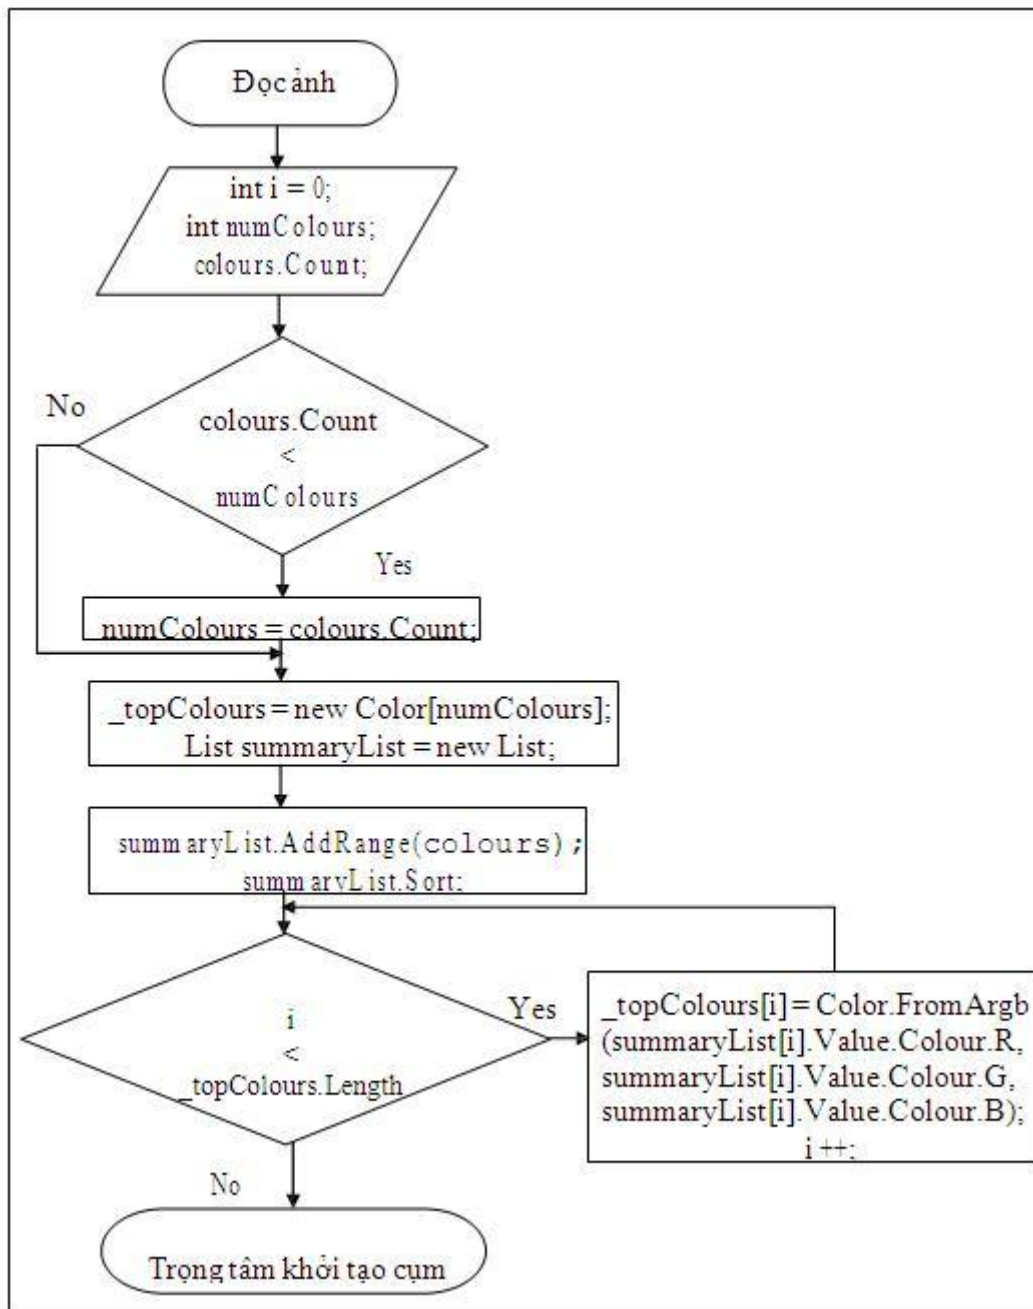 Đọc ảnh
int i = 0;
int numColours;
colours.Count;
No
colours.Count
<
numColours
Yes
numColours = colours.Count;
_topColours = new Color[numColours];
List summaryList = new List;
summaryList.AddRange(colours);
summaryList.Sort;
i
<
_topColours.Length
Yes
_topColours[i] = Color.FromArgb
(summaryList[i].Value.Colour.R,
summaryList[i].Value.Colour.G,
summaryList[i].Value.Colour.B);
i ++;
No
Trọng tâm khởi tạo cụm